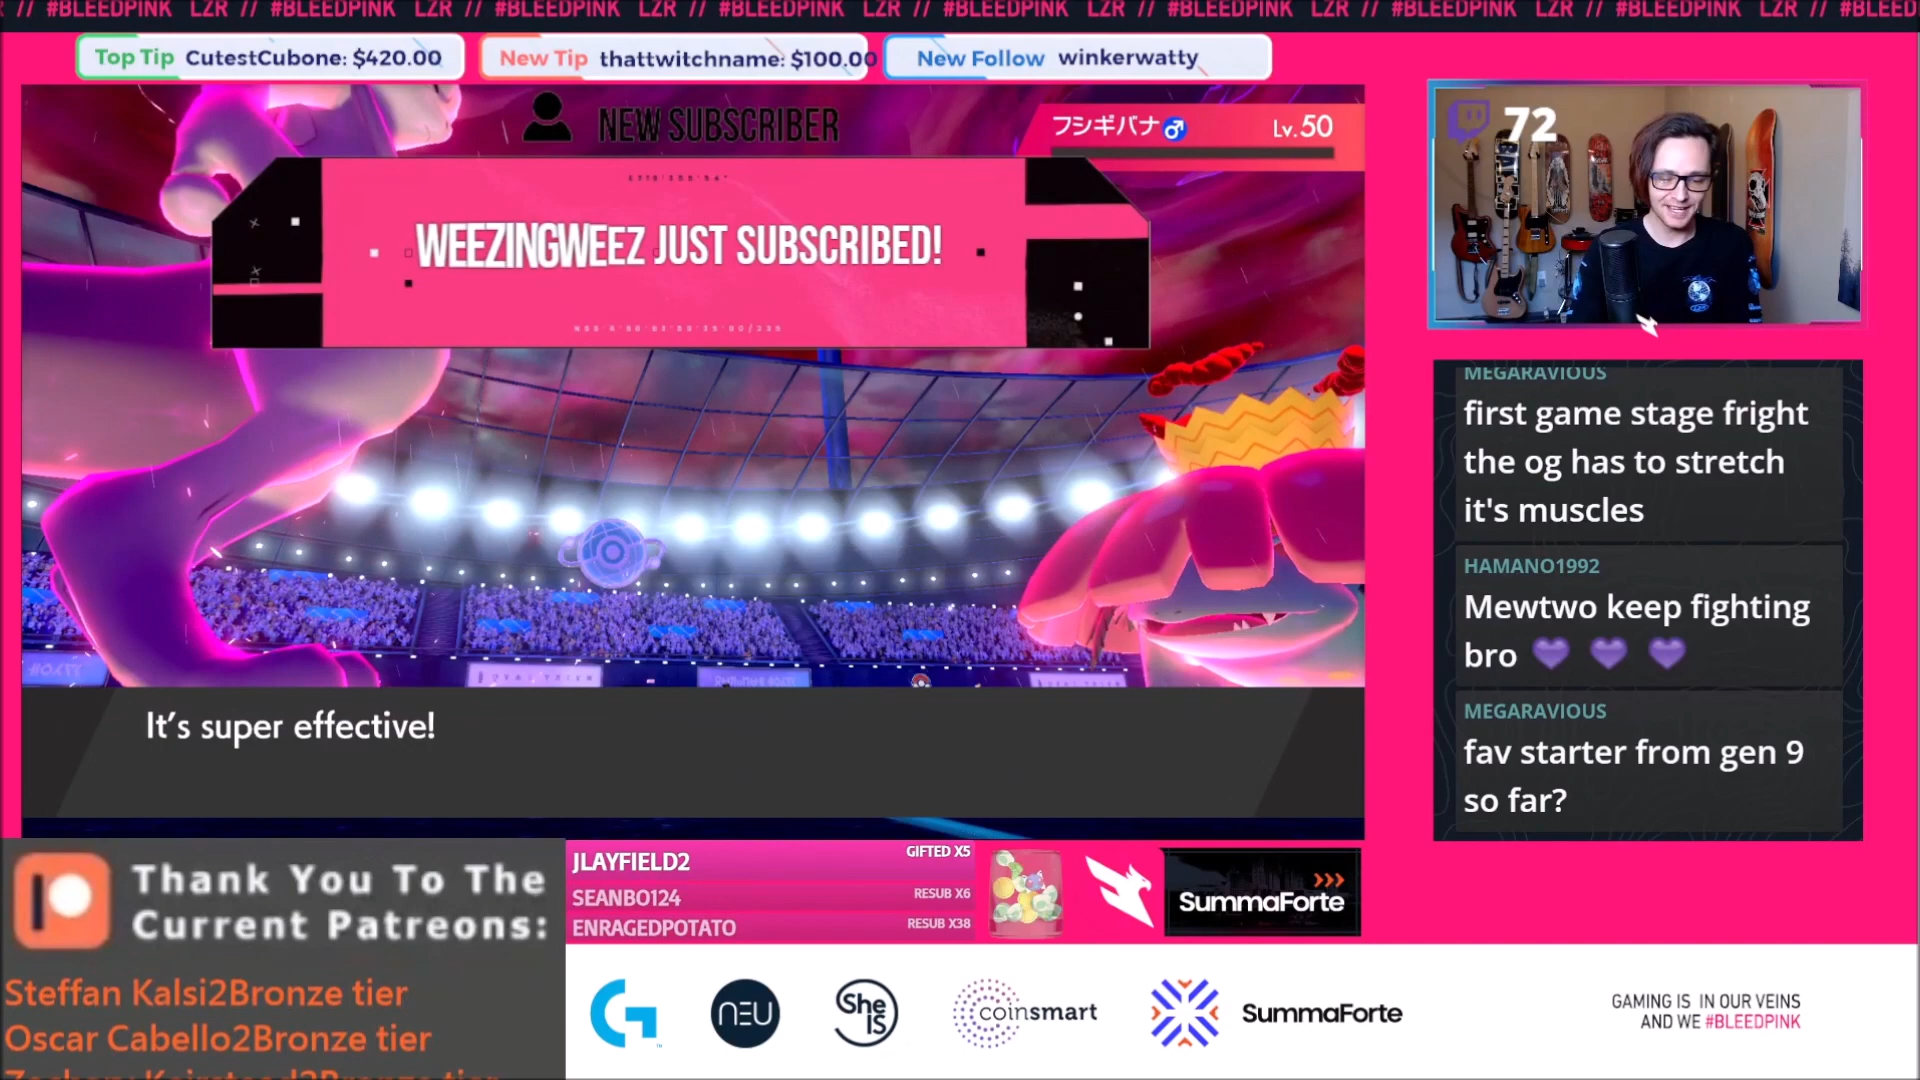 // #BLEEDPINK LZR // #BLEEDPINK LZR // #BLEEDPINK LZR // #BLEEDPINK LZR // #BLEEDPINK LZR // #BLEEDPINK LZR // #BLEEDPINK LZR // #BLEEDPINK LZR // #BLEED
Top Tip CutestCubone: $420.00
New Tip thattwitchname: $100.00
New Follow winkerwatty
NEW SUBSCRIBER
フシギバナ♂ Lv.50
WEEZINGWEEZ JUST SUBSCRIBED!
72
MEGARAVIOUS
first game stage fright
the og has to stretch
it's muscles
HAMANO1992
Mewtwo keep fighting
bro 💜 💜 💜
MEGARAVIOUS
fav starter from gen 9
so far?
It's super effective!
Thank You To The
Current Patreons:
Steffan Kalsi2Bronze tier
Oscar Cabello2Bronze tier
JLAYFIELD2 GIFTED X5
SEANBO124 RESUB X6
ENRAGEDPOTATO RESUB X38
SummaForte
G
NEU
She
IS
coinsmart
SummaForte
GAMING IS IN OUR VEINS
AND WE #BLEEDPINK